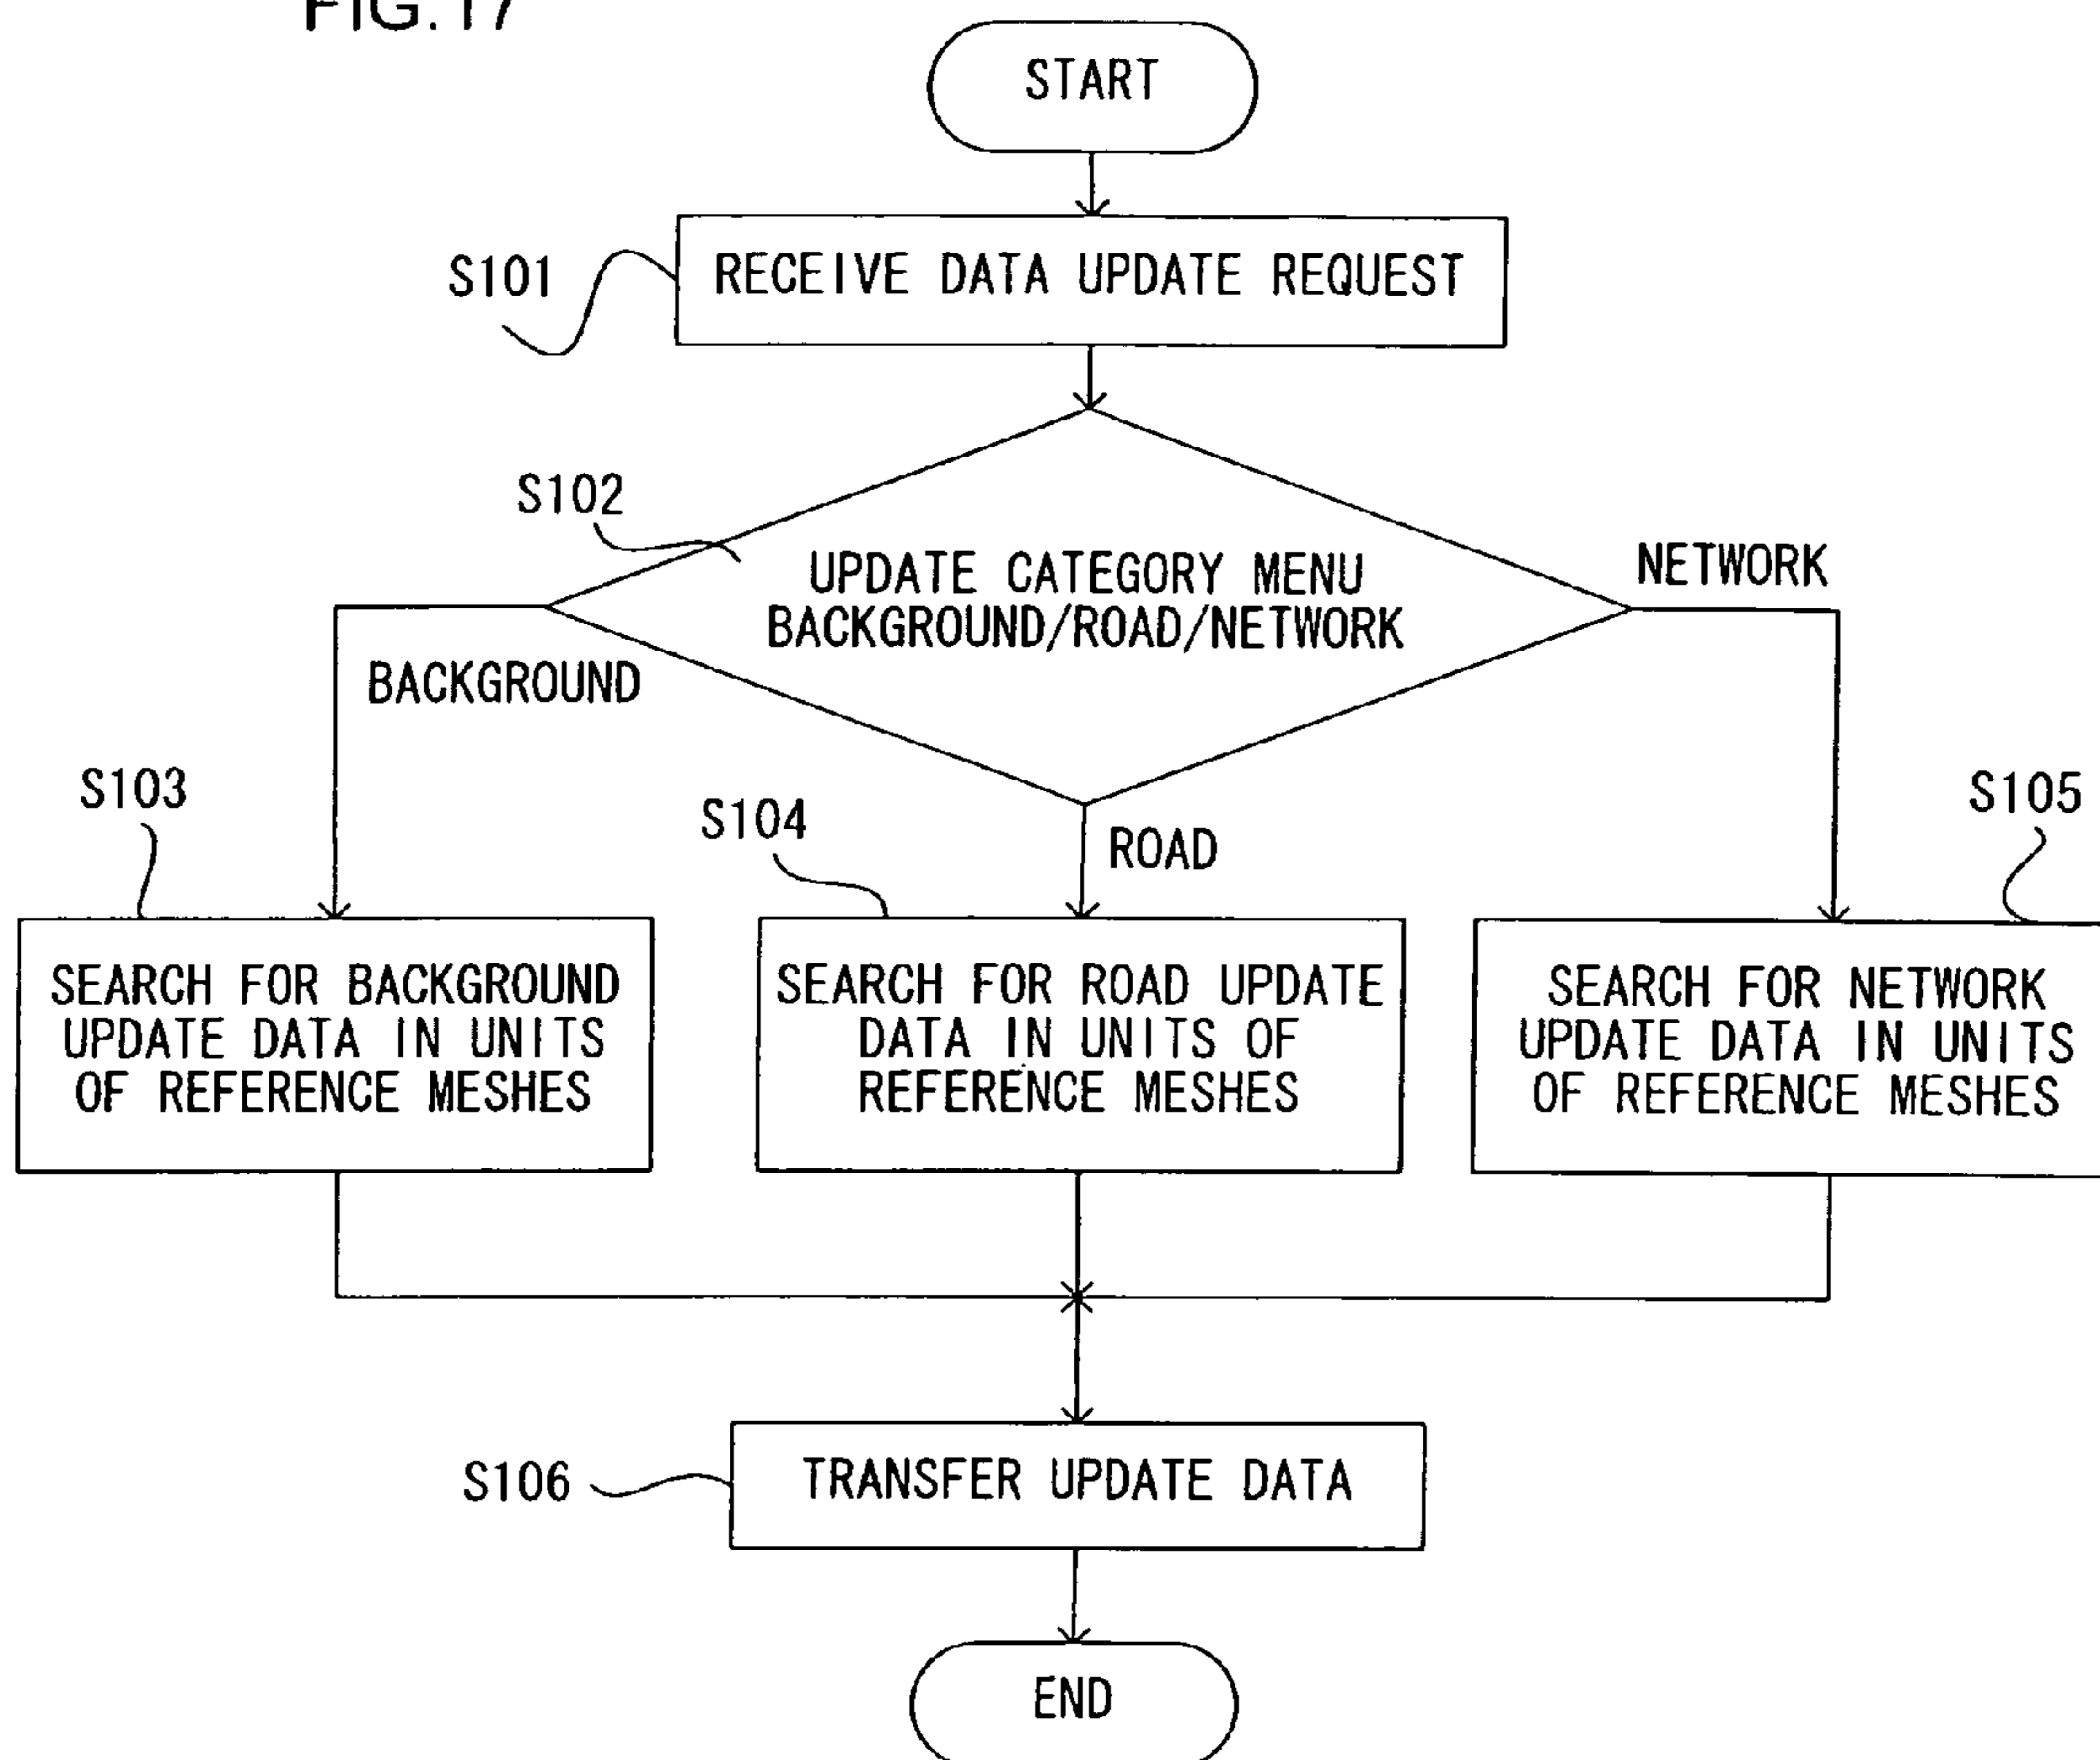 FIG.17
START
S101
RECEIVE DATA UPDATE REQUEST
S102
UPDATE CATEGORY MENU
BACKGROUND/ROAD/NETWORK
NETWORK
BACKGROUND
S103
S104
ROAD
S105
SEARCH FOR BACKGROUND
UPDATE DATA IN UNITS
OF REFERENCE MESHES
SEARCH FOR ROAD UPDATE
DATA IN UNITS OF
REFERENCE MESHES
SEARCH FOR NETWORK
UPDATE DATA IN UNITS
OF REFERENCE MESHES
S106
TRANSFER UPDATE DATA
END